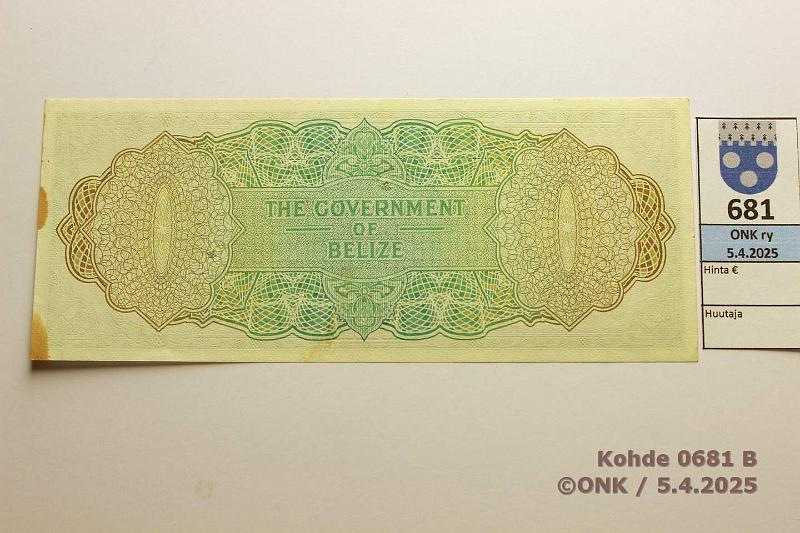 THE GOVERNMENT
OF
BELIZE
681
ONK ry
5.4.2025
Hinta €
Huutaja
Kohde 0681 B
©ONK / 5.4.2025